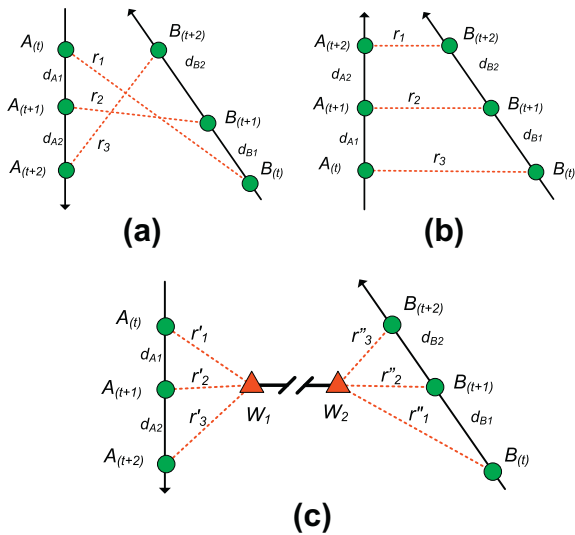 A(t) r1 B(t+2)
dA1 dB2
A(t+1) r2 B(t+1)
dA2 r3 dB1
A(t+2) B(t)
(a)
A(t+2) r1 B(t+2)
dA2 dB2
A(t+1) r2 B(t+1)
dA1 dB1
A(t) r3 B(t)
(b)
A(t) r'1 r"3 B(t+2)
dA1 dB2
A(t+1) r'2 r"2 B(t+1)
dA2 r'3 W1 W2 r"1 dB1
A(t+2) B(t)
(c)